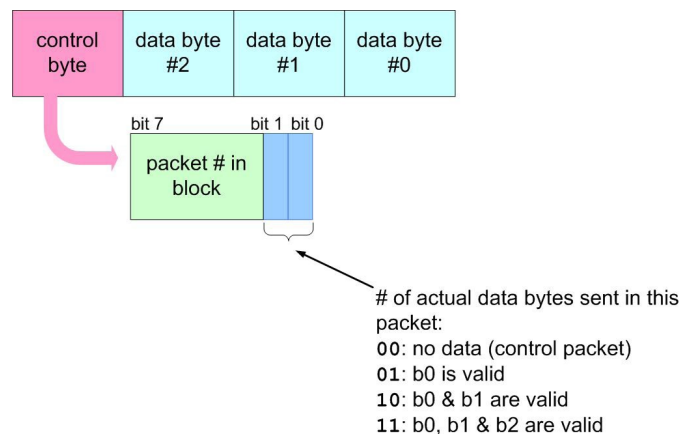 control
byte
data byte
#2
data byte
#1
data byte
#0
bit 7
bit 1
bit 0
packet # in
block
# of actual data bytes sent in this
packet:
00: no data (control packet)
01: b0 is valid
10: b0 & b1 are valid
11: b0, b1 & b2 are valid